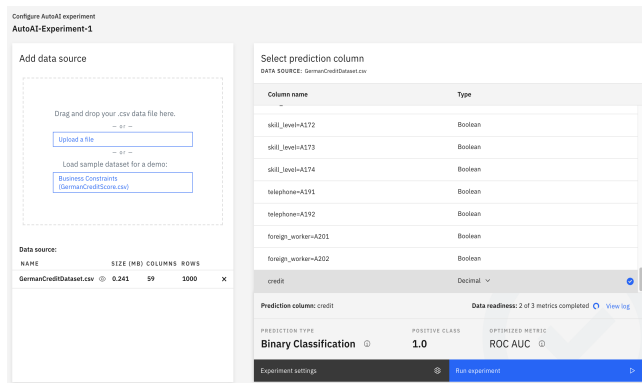 Configure AutoAI experiment
AutoAI-Experiment-1
Add data source
Drag and drop your .csv data file here.
— or —
Upload a file
— or —
Load sample dataset for a demo:
Business Constraints
(GermanCreditScore.csv)
Data source:
NAME SIZE (MB) COLUMNS ROWS
GermanCreditDataset.csv 0.241 59 1000 ×
Select prediction column
DATA SOURCE: GermanCreditDataset.csv
Column name Type
skill_level=A172 Boolean
skill_level=A173 Boolean
skill_level=A174 Boolean
telephone=A191 Boolean
telephone=A192 Boolean
foreign_worker=A201 Boolean
foreign_worker=A202 Boolean
credit Decimal
Prediction column: credit Data readiness: 2 of 3 metrics completed View log
PREDICTION TYPE POSITIVE CLASS OPTIMIZED METRIC
Binary Classification 1.0 ROC AUC
Experiment settings Run experiment